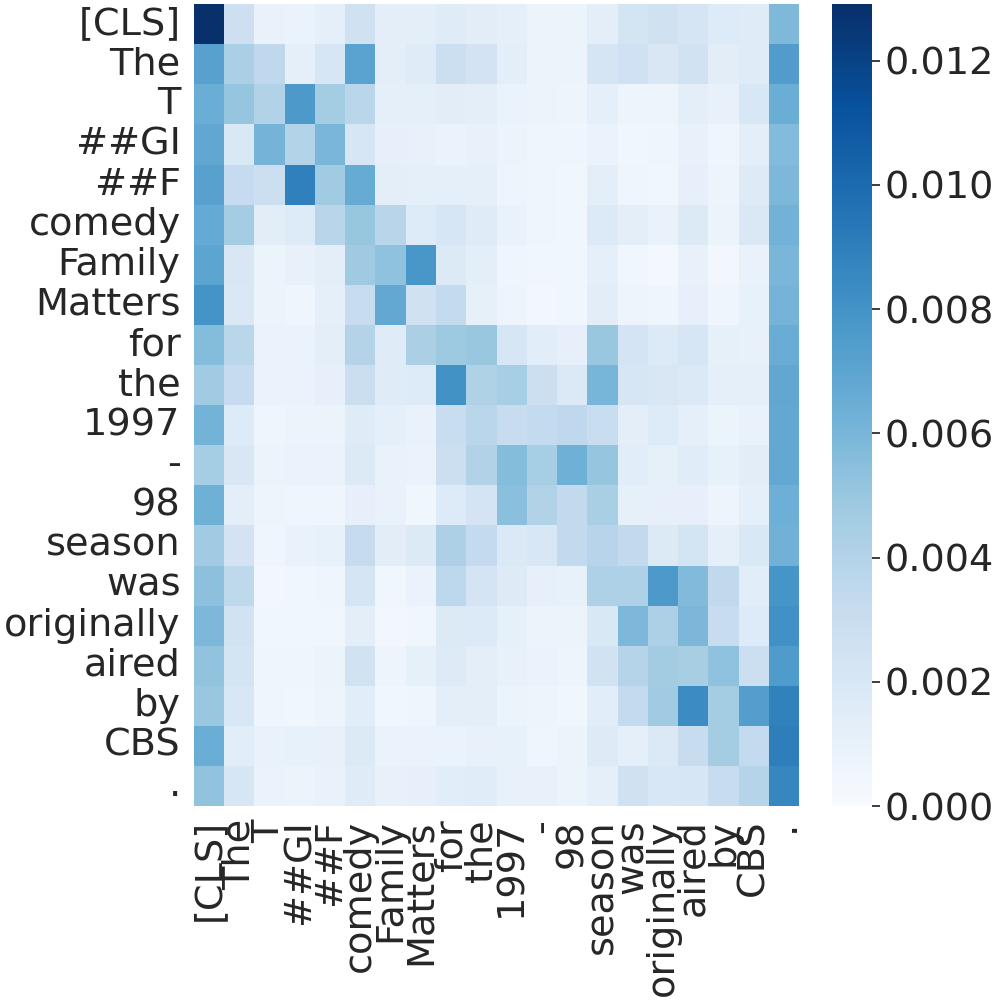 [CLS]
The
T
##GI
##F
comedy
Family
Matters
for
the
1997
-
98
season
was
originally
aired
by
CBS
.
0.012
0.010
0.008
0.006
0.004
0.002
0.000
[CLS]
The
T
##GI
##F
comedy
Family
Matters
for
the
1997
-
98
season
was
originally
aired
by
CBS
.